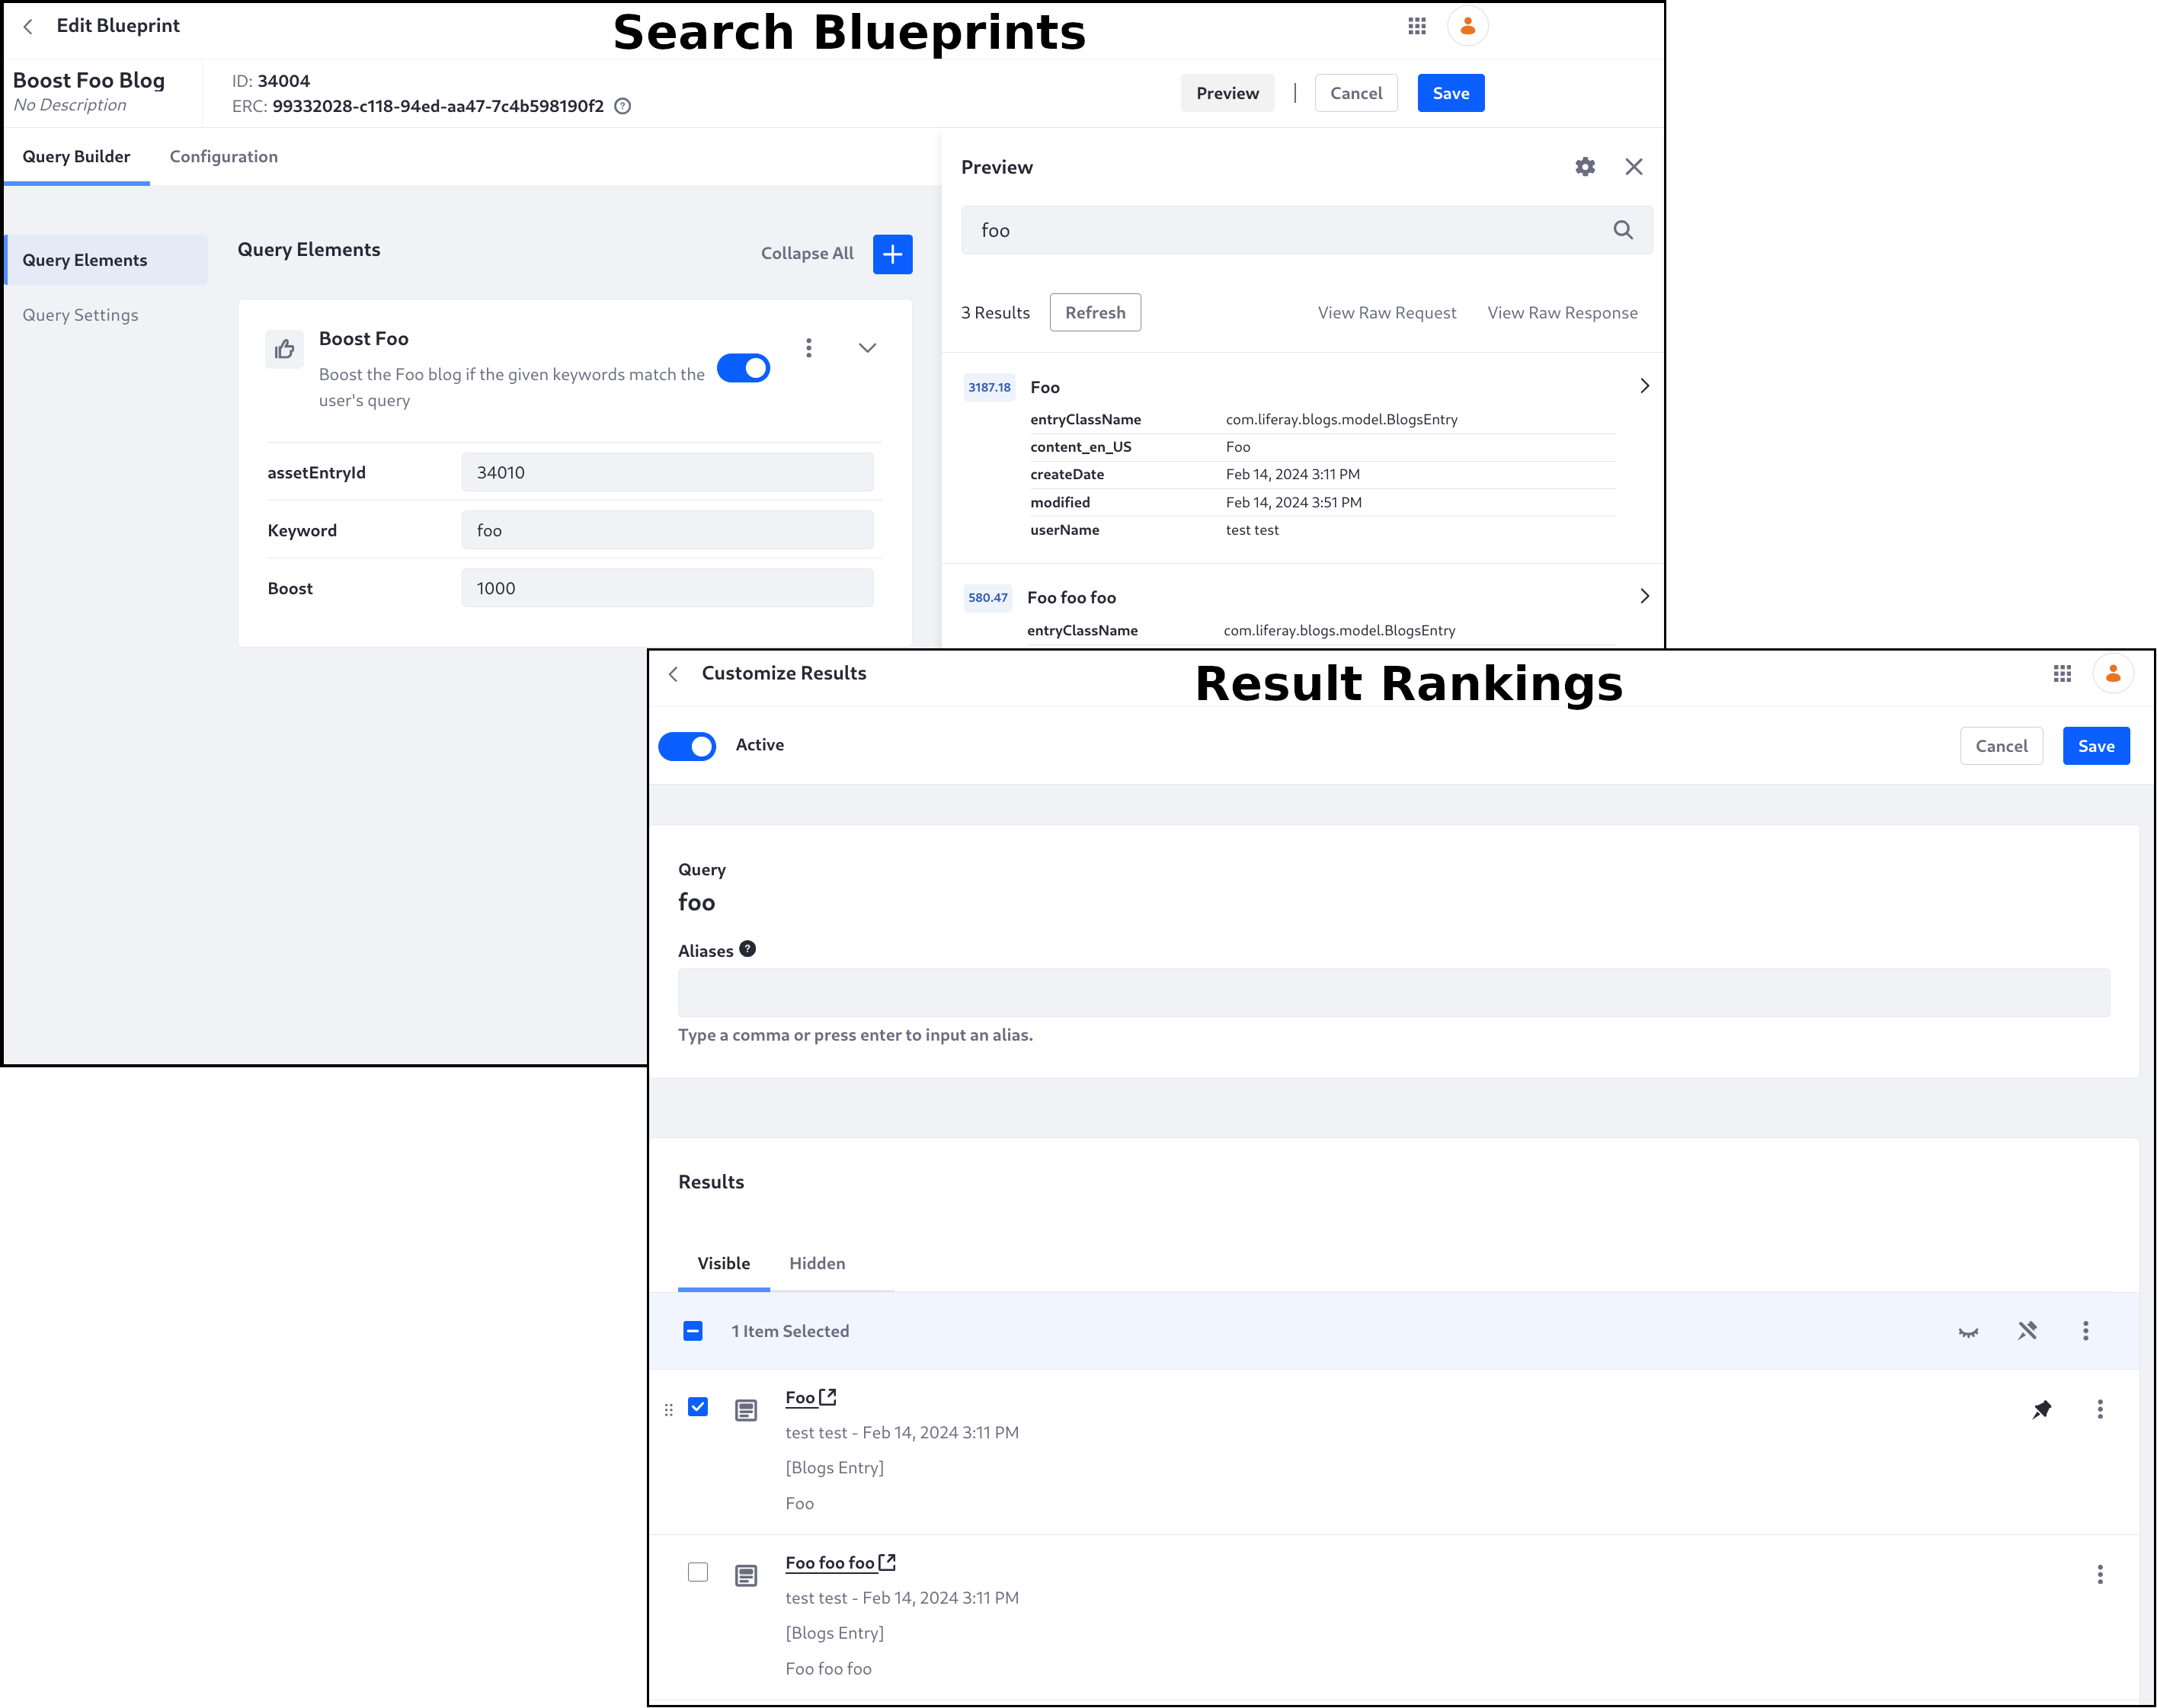 Edit Blueprint
Search Blueprints
Boost Foo Blog
No Description
ID: 34004
ERC: 99332028-c118-94ed-aa47-7c4b598190f2
Preview
Cancel
Save
Query Builder
Configuration
Query Elements
Query Settings
Query Elements
Collapse All
Boost Foo
Boost the Foo blog if the given keywords match the
user's query
assetEntryId 34010
Keyword foo
Boost 1000
Preview
foo
3 Results
Refresh
View Raw Request
View Raw Response
3187.18 Foo
entryClassName com.liferay.blogs.model.BlogsEntry
content_en_US Foo
createDate Feb 14, 2024 3:11 PM
modified Feb 14, 2024 3:51 PM
userName test test
580.47 Foo foo foo
entryClassName com.liferay.blogs.model.BlogsEntry
Customize Results
Result Rankings
Active
Cancel
Save
Query
foo
Aliases
Type a comma or press enter to input an alias.
Results
Visible
Hidden
1 Item Selected
Foo
test test - Feb 14, 2024 3:11 PM
[Blogs Entry]
Foo
Foo foo foo
test test - Feb 14, 2024 3:11 PM
[Blogs Entry]
Foo foo foo